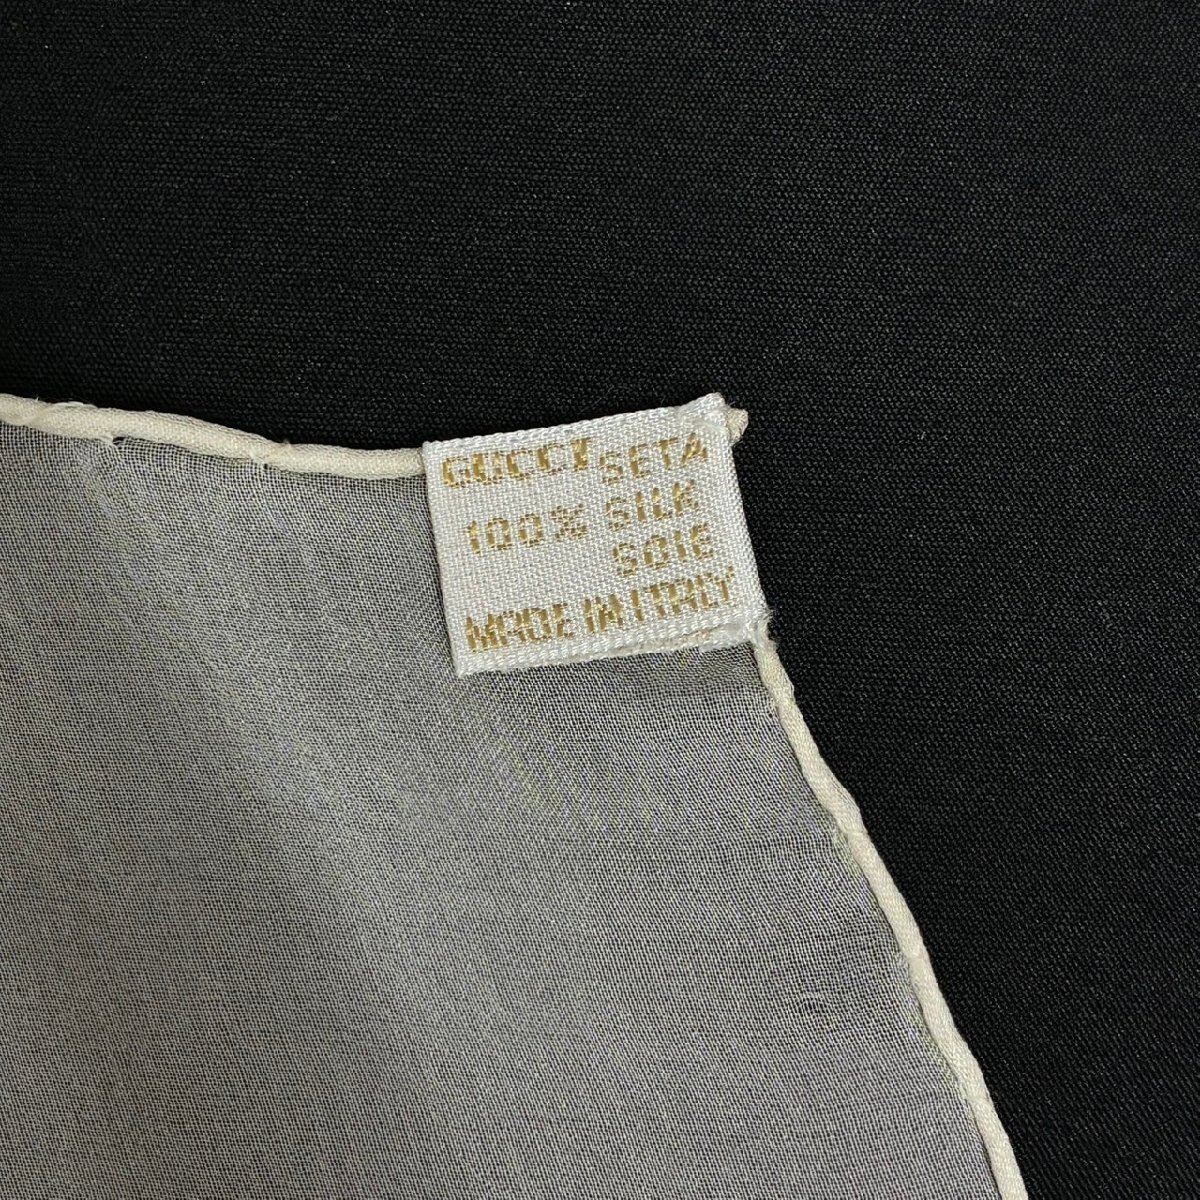 GUCCI SETA
100% SILK
SOIE
MADE IN ITALY